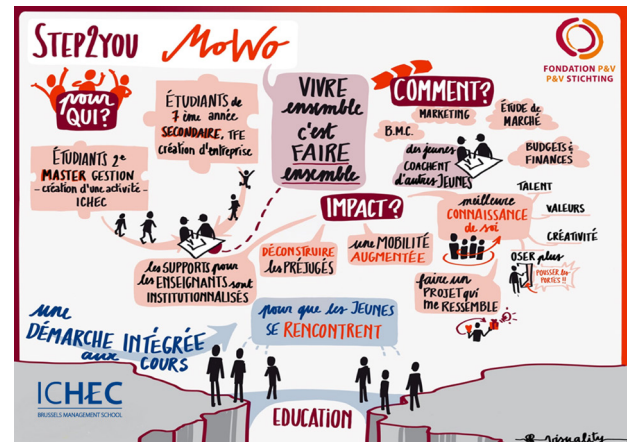 STEP2YOU
MoWo
FONDATION P&V
P&V STICHTING
pour
QUI?
ÉTUDIANTS de
7 ième année
SECONDAIRE, TFE
création d'entreprise
ÉTUDIANTS 2e
MASTER GESTION
- création d'une activité -
ICHEC
VIVRE
ensemble
c'est
FAIRE
ensemble
COMMENT?
MARKETING
ÉTUDE de
MARCHÉ
B.M.C.
BUDGETS &
FINANCES
des jeunes
COACHENT
d'autres JEUNES
IMPACT?
DÉCONSTRUIRE
les PRÉJUGÉS
une MOBILITÉ
AUGMENTÉE
meilleure
CONNAISSANCE
de soi
TALENT
VALEURS
CRÉATIVITÉ
OSER plus
POUSSER les
PORTES !!
faire un
PROJET qui
me RESSEMBLE
les SUPPORTS pour
les ENSEIGNANTS sont
INSTITUTIONNALISÉS
une
DÉMARCHE INTÉGRÉE
aux
COURS
pour que les JEUNES
SE RENCONTRENT
ICHEC
BRUSSELS MANAGEMENT SCHOOL
EDUCATION
visuality